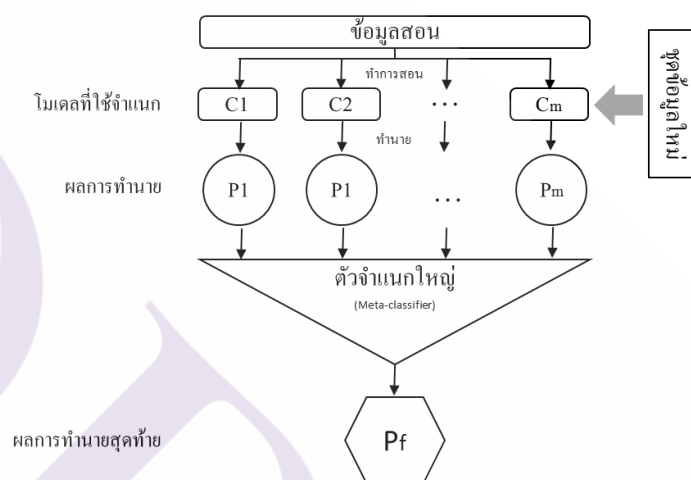 ข้อมูลสอน
ทำการสอน
โมเดลที่ใช้จำแนก
C1
C2
...
Cm
ชุดข้อมูลใหม่
ทำนาย
ผลการทำนาย
P1
P1
...
Pm
ตัวจำแนกใหญ่
(Meta-classifier)
ผลการทำนายสุดท้าย
Pf